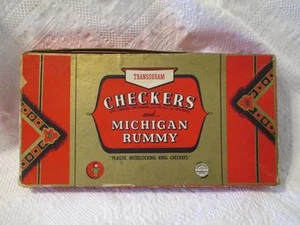 TRANSOGRAM
CHECKERS
and...
MICHIGAN
RUMMY
"PLASTIC INTERLOCKING KING CHECKERS"